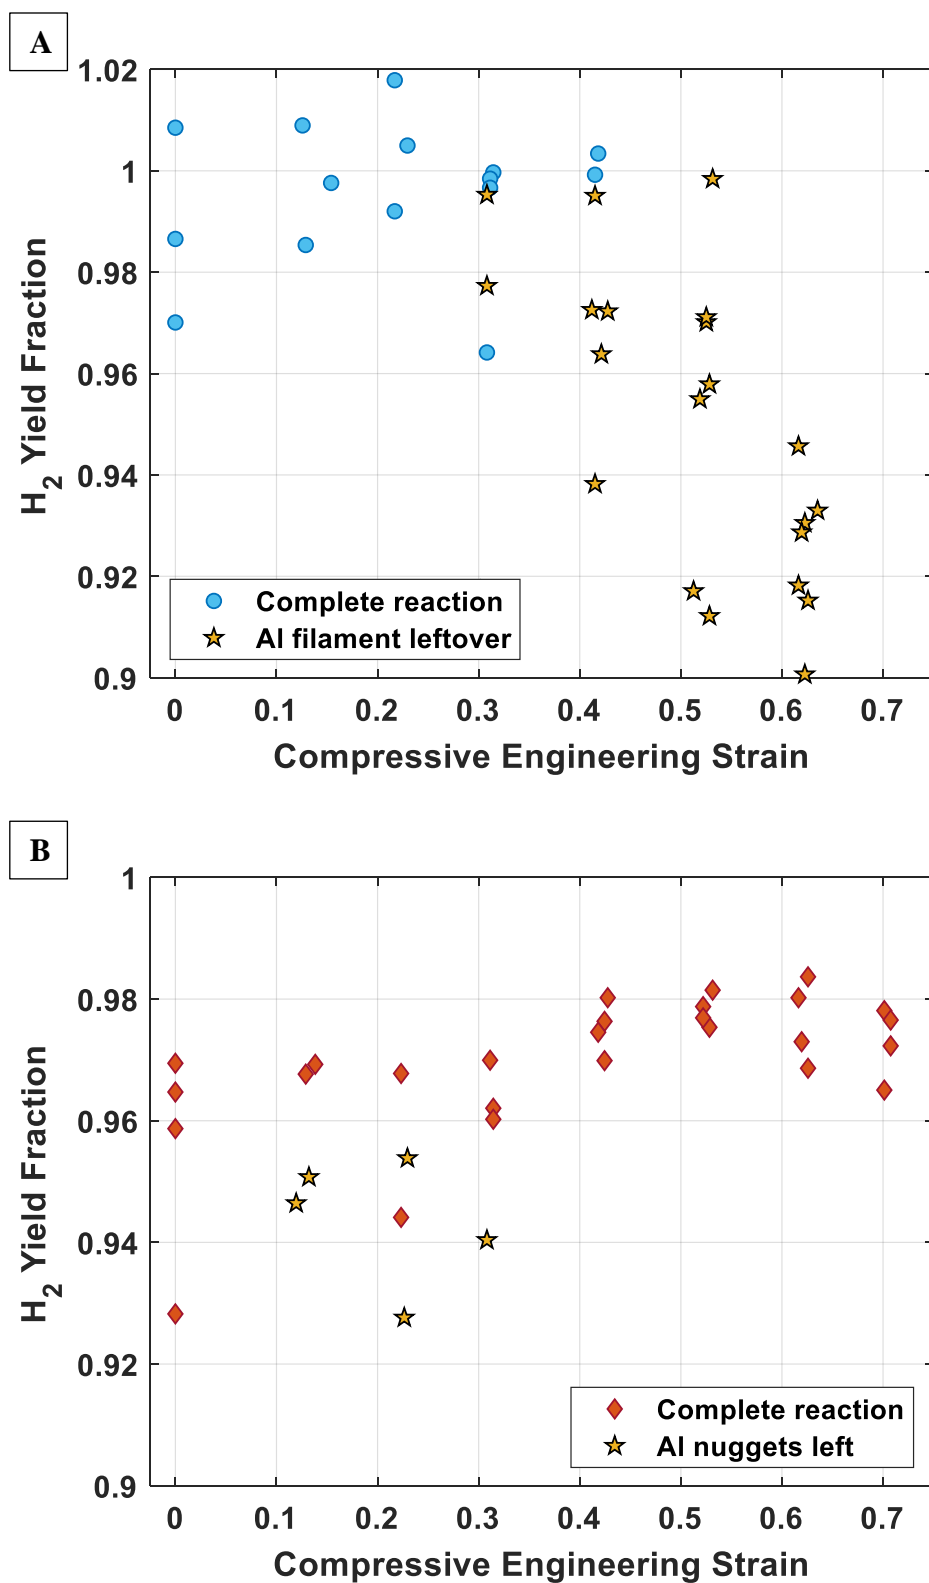 A
1.02
1
0.98
0.96
0.94
0.92
0.9
H2 Yield Fraction
Complete reaction
Al filament leftover
0 0.1 0.2 0.3 0.4 0.5 0.6 0.7
Compressive Engineering Strain
B
1
0.98
0.96
0.94
0.92
0.9
H2 Yield Fraction
Complete reaction
Al nuggets left
0 0.1 0.2 0.3 0.4 0.5 0.6 0.7
Compressive Engineering Strain